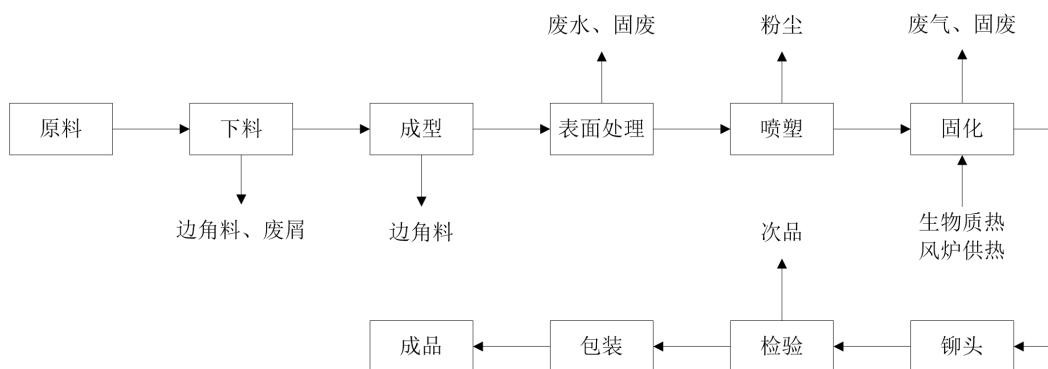 废水、固废
粉尘
废气、固废
原料
下料
成型
表面处理
喷塑
固化
边角料、废屑
边角料
生物质热
风炉供热
次品
成品
包装
检验
铆头